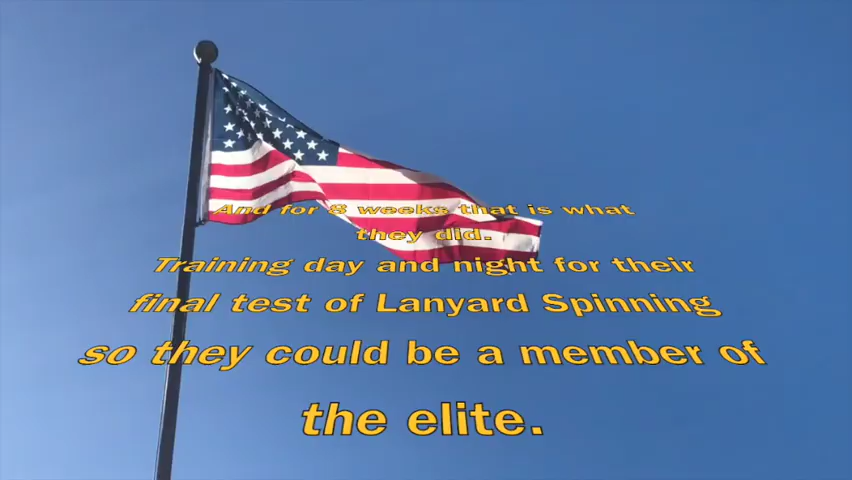 And for 8 weeks that is what
they did.
Training day and night for their
final test of Lanyard Spinning
so they could be a member of
the elite.